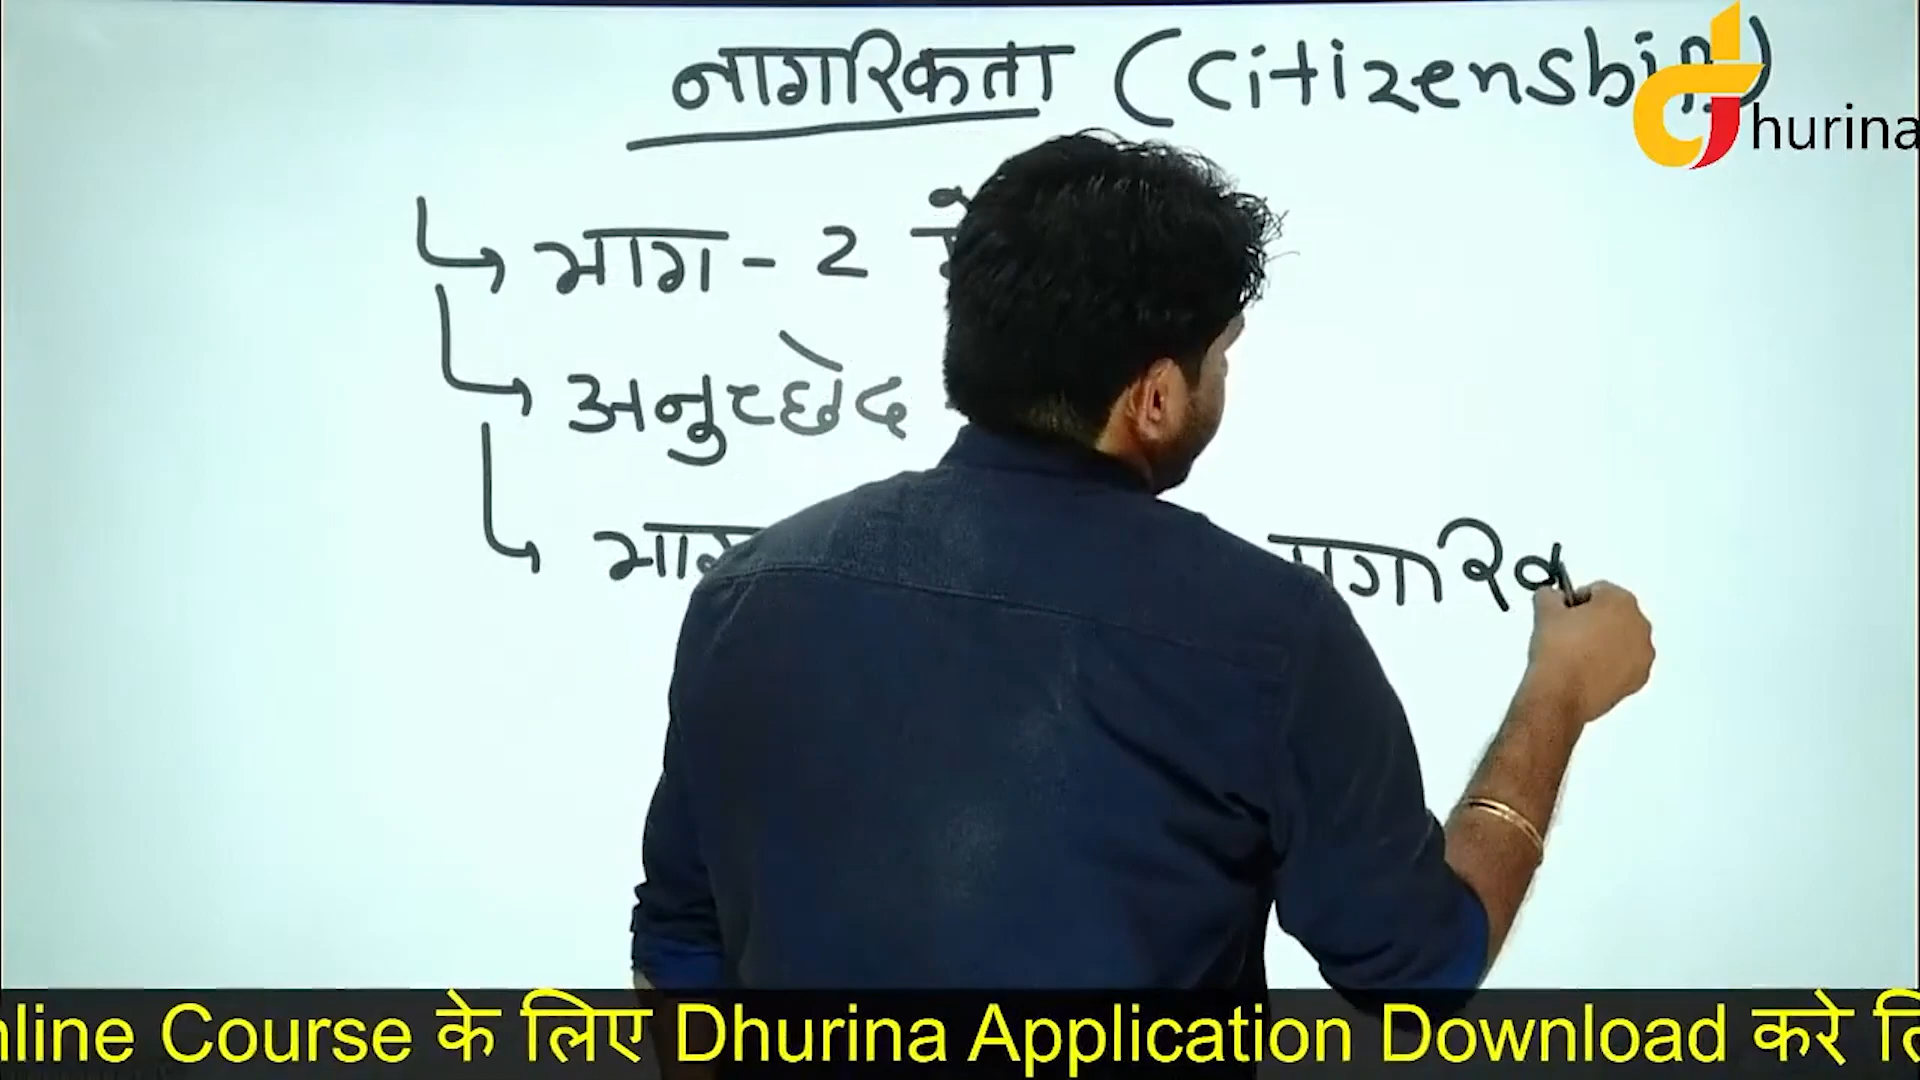 नागरिकता (Citizenship)
Dhurina
भाग - 2 में
अनुच्छेद
nline Course के लिए Dhurina Application Download करे लि